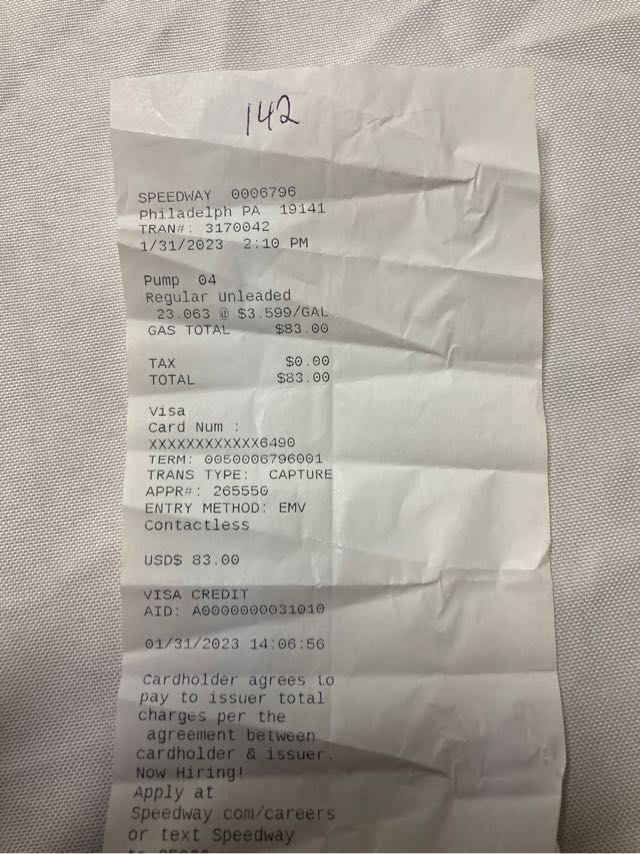 142
SPEEDWAY 0006796
Philadelph PA 19141
TRAN#: 3170042
1/31/2023 2:10 PM
Pump 04
Regular Unleaded
23.063 @ $3.599/GAL
GAS TOTAL $83.00
TAX $0.00
TOTAL $83.00
Visa
Card Num :
XXXXXXXXXXXX6490
TERM: 0050006796001
TRANS TYPE: CAPTURE
APPR#: 265550
ENTRY METHOD: EMV
Contactless
USD$ 83.00
VISA CREDIT
AID: A0000000031010
01/31/2023 14:06:56
Cardholder agrees to
pay to issuer total
charges per the
agreement between
cardholder & issuer.
Now Hiring!
Apply at
Speedway.com/careers
or text Speedway